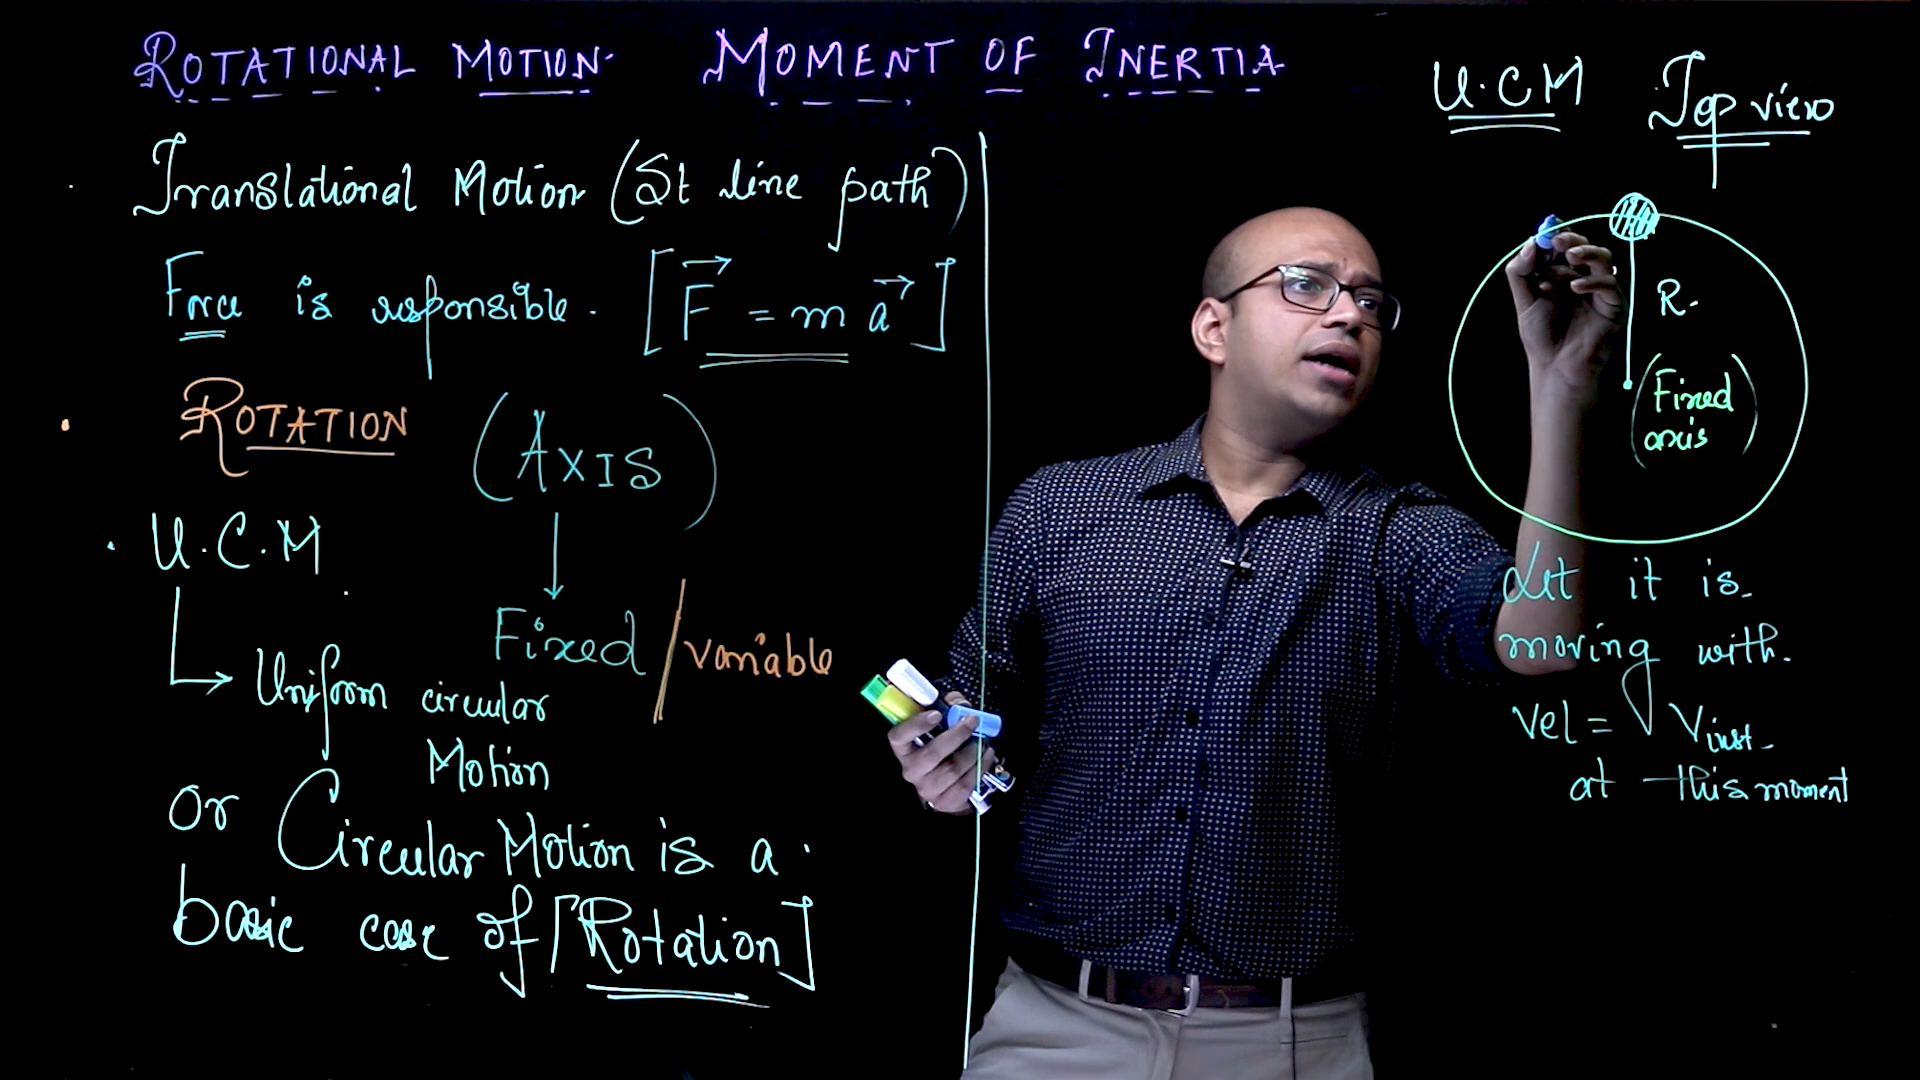 ROTATIONAL MOTION. MOMENT OF INERTIA
Translational Motion (St line path)
Force is responsible. [F = m a]
ROTATION (AXIS)
Fixed / variable
U.C.M
Uniform circular
Motion
or Circular Motion is a
basic case of [Rotation]
U.C.M Top view
R.
(Fixed
axis)
Let it is
moving with.
vel = Vinst
at this moment